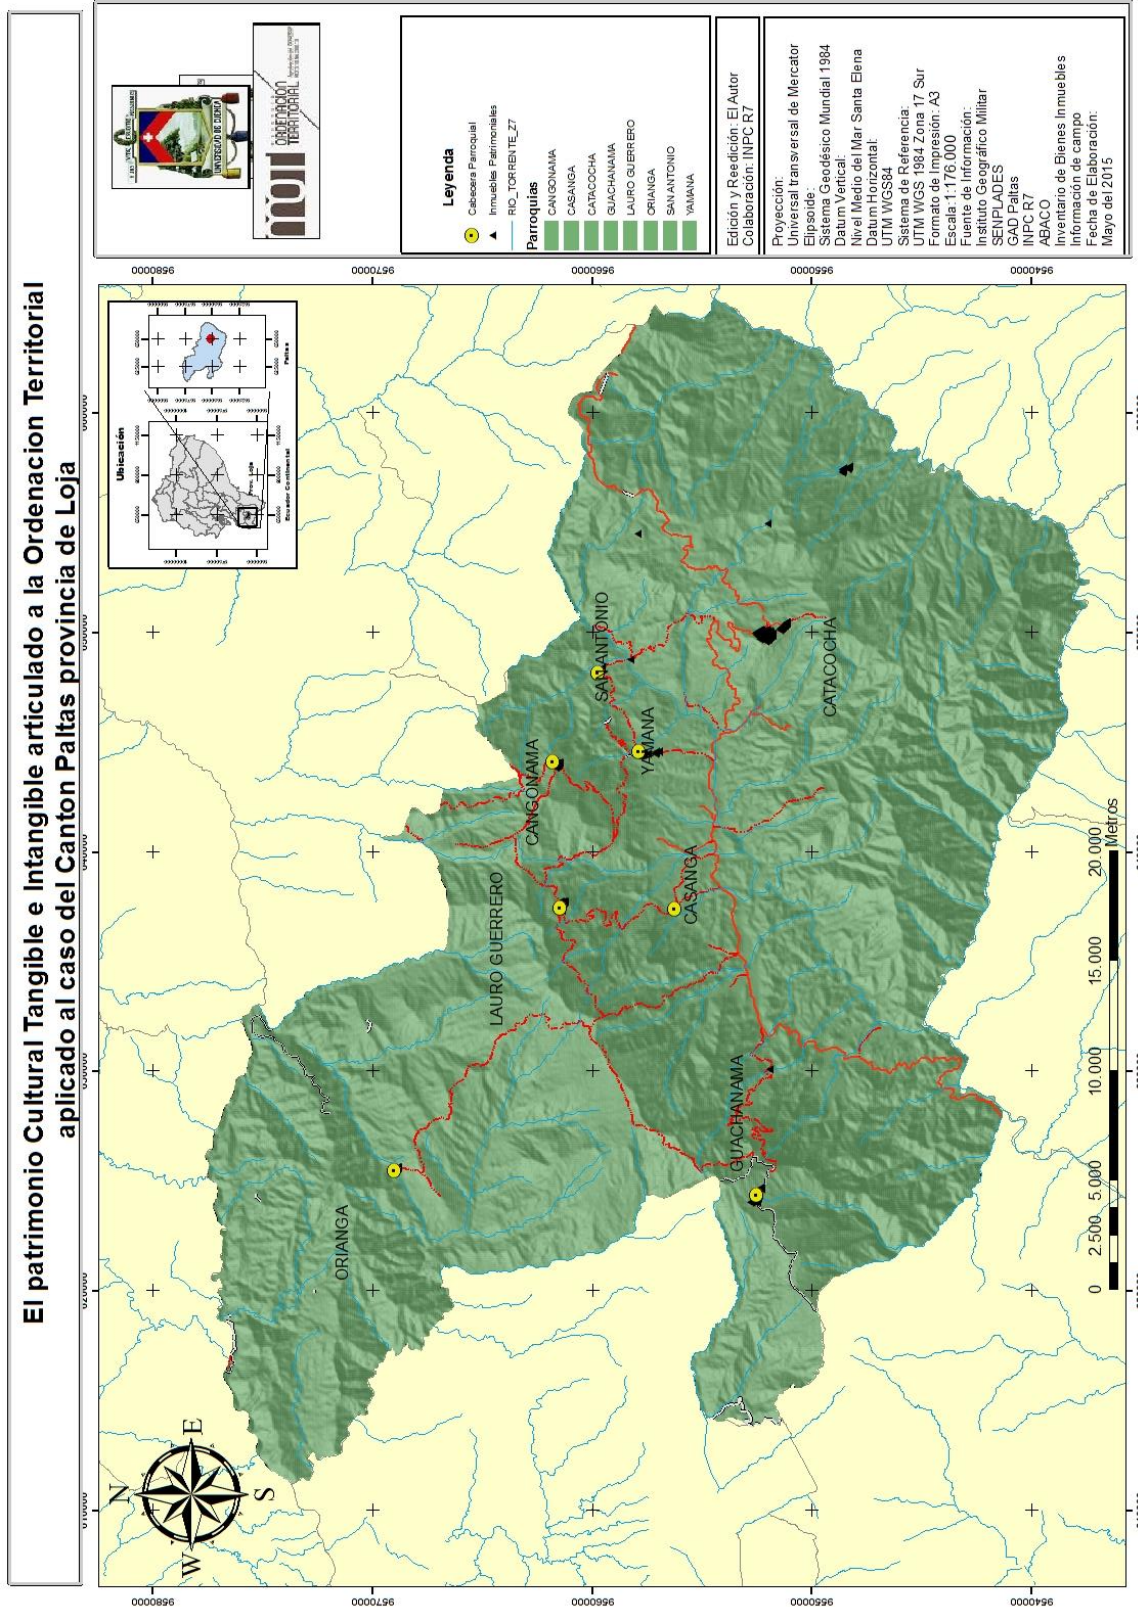 El patrimonio Cultural Tangible e Intangible articulado a la Ordenacion Territorial
aplicado al caso del Canton Paltas provincia de Loja
UNIVERSIDAD DE CUENCA
ORDENACION
TERRITORIAL
Leyenda
Cabecera Parroquial
Inmuebles Patrimoniales
RIO_TORRENTE_Z7
Parroquias
CANGONAMA
CASANGA
CATACOCHA
GUACHANAMA
LAURO GUERRERO
ORIANGA
SAN ANTONIO
YAMANA
Edición y Reedición: El Autor
Colaboración: INPC R7
Proyección:
Universal transversal de Mercator
Elipsoide:
Sistema Geodésico Mundial 1984
Datum Vertical:
Nivel Medio del Mar Santa Elena
Datum Horizontal:
UTM WGS84
Sistema de Referencia:
UTM WGS 1984 Zona 17 Sur
Formato de Impresión: A3
Escala:1:176.000
Fuente de Información:
Instituto Geográfico Militar
SENPLADES
GAD Paltas
INPC R7
ABACO
Inventario de Bienes Inmuebles
Información de campo
Fecha de Elaboración:
Mayo del 2015
Ubicación
Prov. Loja
Ecuador Continental
Paltas
N
W
E
S
ORIANGA
LAURO GUERRERO
CANGONAMA
SAN ANTONIO
YAMANA
CASANGA
GUACHANAMA
CATACOCHA
0 2.500 5.000 10.000 15.000 20.000
Metros